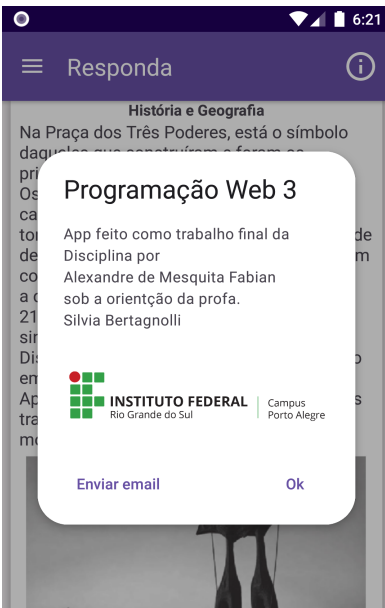 6:21
Responda
História e Geografia
Na Praça dos Três Poderes, está o símbolo
Programação Web 3
App feito como trabalho final da
Disciplina por
Alexandre de Mesquita Fabian
sob a orientção da profa.
Silvia Bertagnolli
INSTITUTO FEDERAL
Rio Grande do Sul
Campus
Porto Alegre
Enviar email
Ok